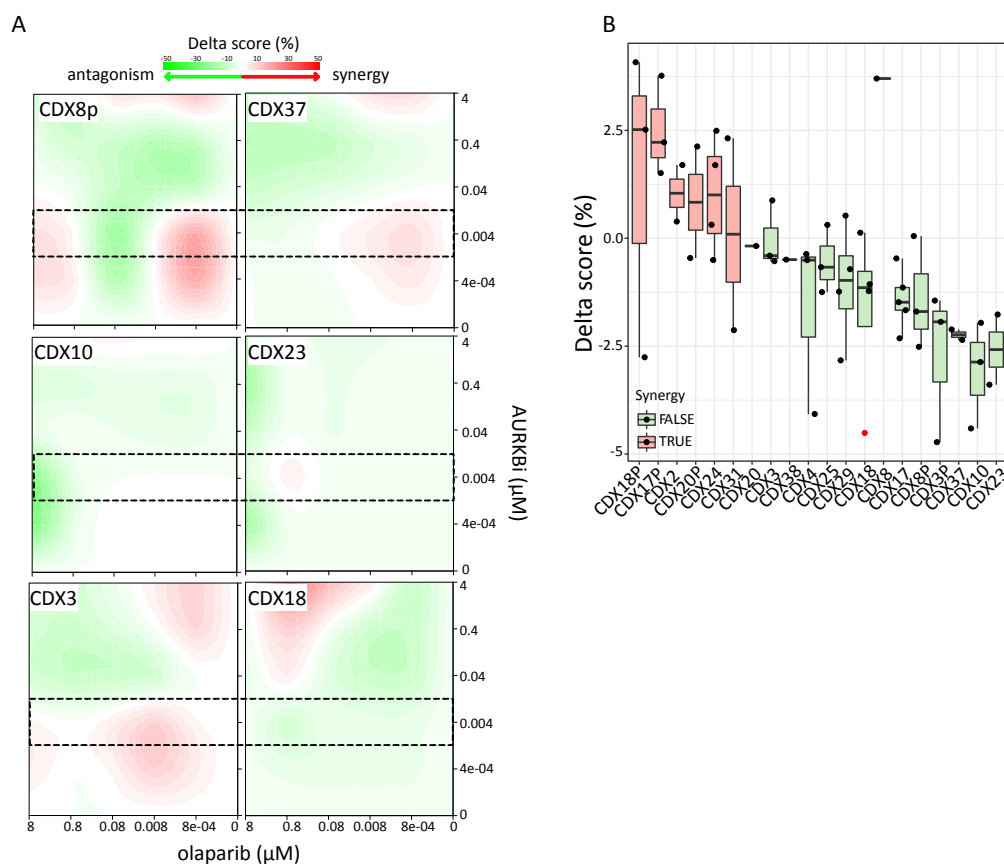 A
Delta score (%)
-50 -30 -10 10 30 50
antagonism synergy
CDX8p
CDX37
4
0.4
0.04
0.004
4e-04
0
CDX10
CDX23
4
0.4
0.04
0.004
4e-04
0
CDX3
CDX18
4
0.4
0.04
0.004
4e-04
0
AURKBi (μM)
8 0.8 0.08 0.008 8e-04 0
8 0.8 0.08 0.008 8e-04 0
olaparib (μM)
B
Delta score (%)
2.5
0.0
-2.5
-5
Synergy
FALSE
TRUE
CDX18P
CDX17P
CDX2
CDX20P
CDX24
CDX31
CDX20
CDX3
CDX38
CDX4
CDX25
CDX29
CDX18
CDX8
CDX17
CDX8P
CDX3P
CDX37
CDX10
CDX23